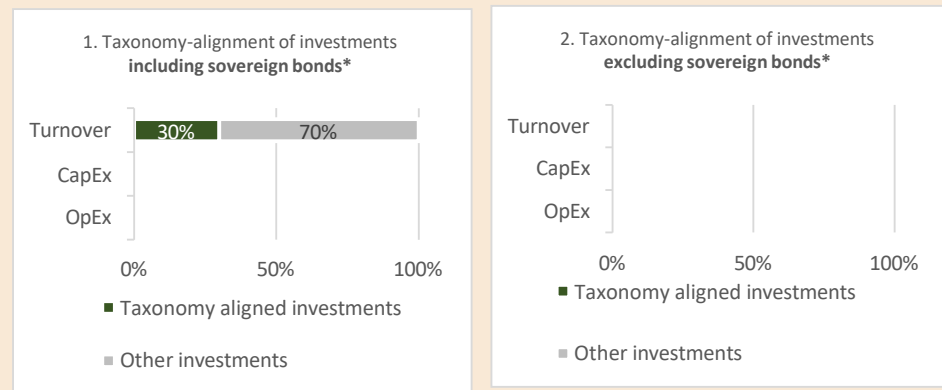 1. Taxonomy-alignment of investments
including sovereign bonds*
Turnover
30%
70%
CapEx
OpEx
0%
50%
100%
Taxonomy aligned investments
Other investments
2. Taxonomy-alignment of investments
excluding sovereign bonds*
Turnover
CapEx
OpEx
0%
50%
100%
Taxonomy aligned investments
Other investments